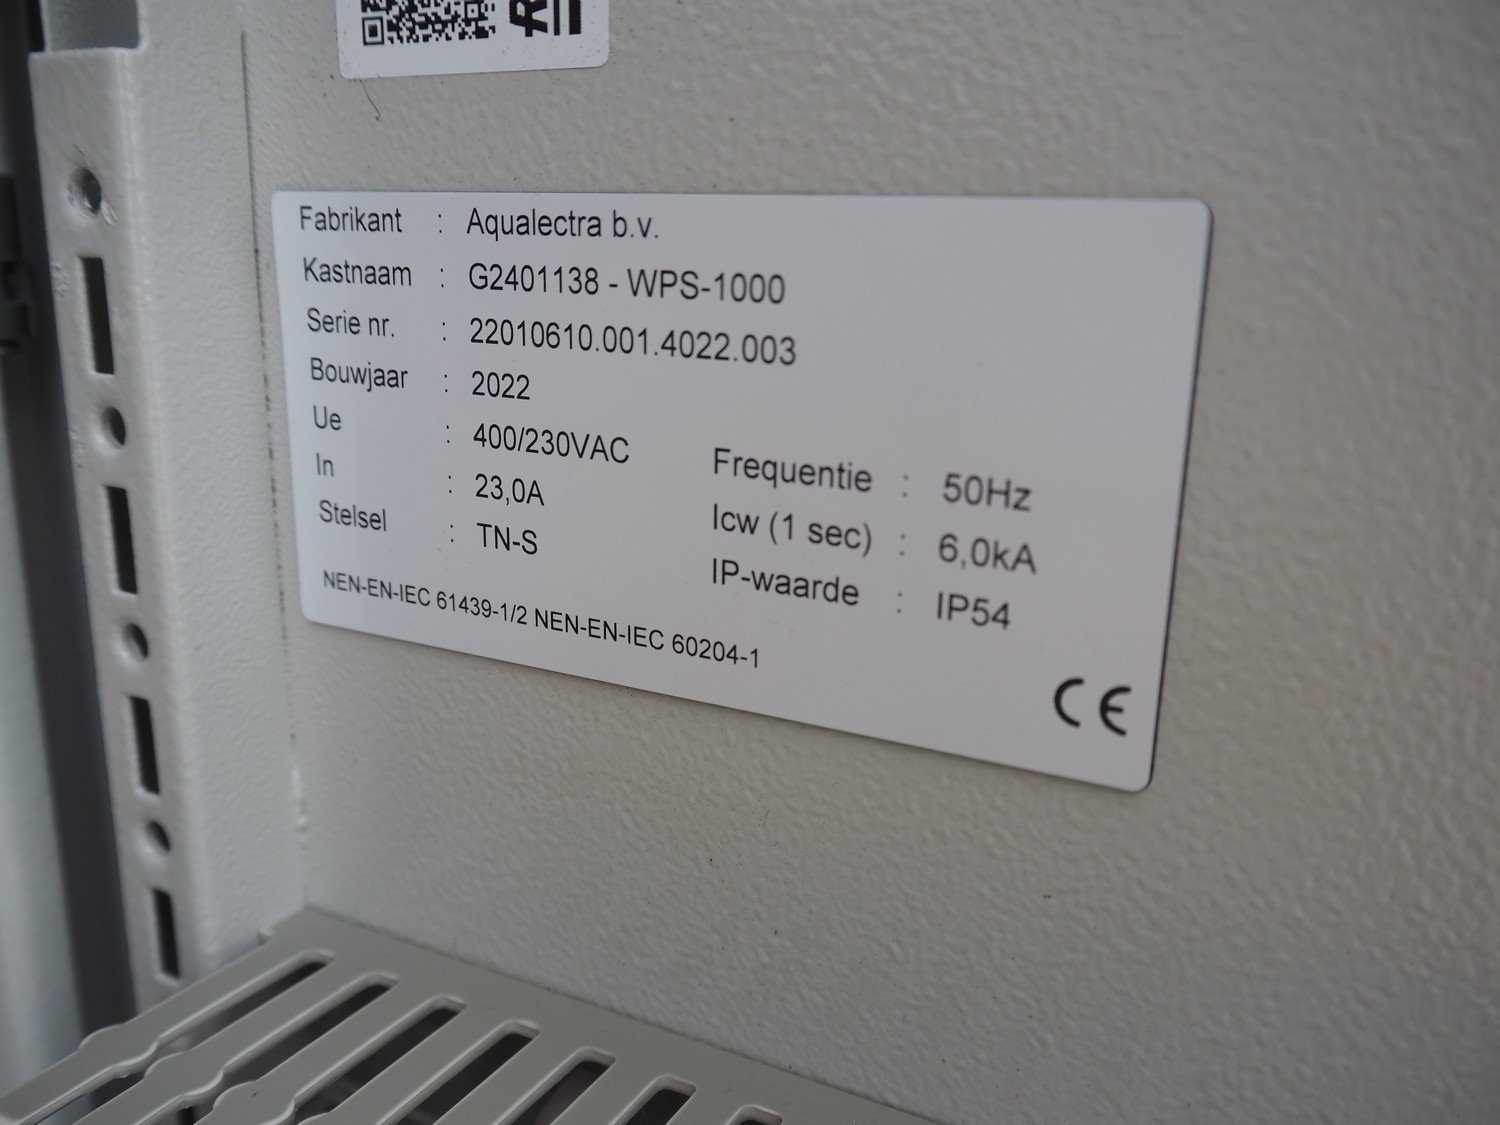 Fabrikant : Aqualectra b.v.
Kastnaam : G2401138 - WPS-1000
Serie nr. : 22010610.001.4022.003
Bouwjaar : 2022
Ue : 400/230VAC Frequentie : 50Hz
In : 23,0A Icw (1 sec) : 6,0kA
Stelsel : TN-S IP-waarde : IP54
NEN-EN-IEC 61439-1/2 NEN-EN-IEC 60204-1
CE